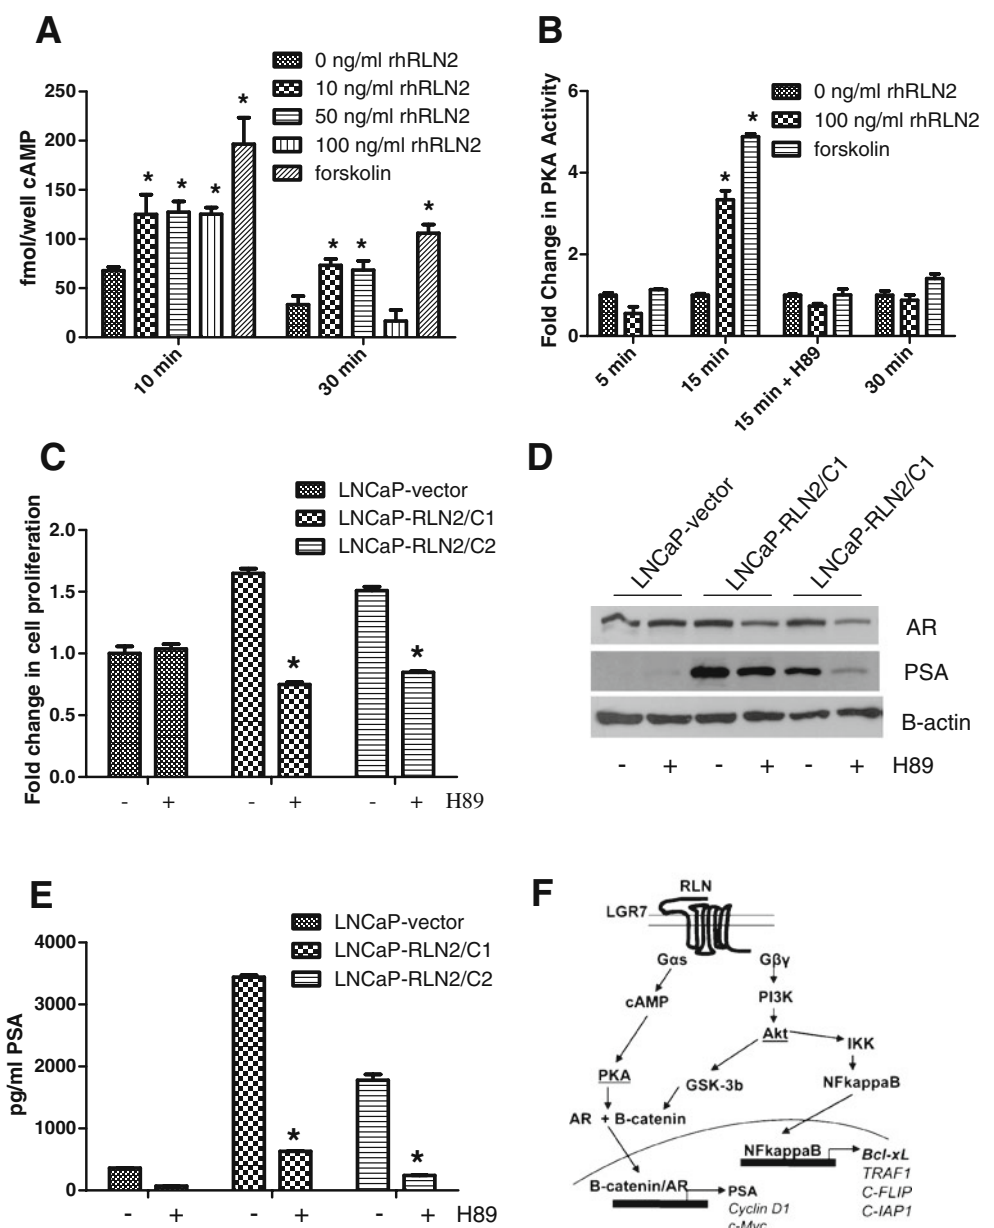 A
0 ng/ml rhRLN2
10 ng/ml rhRLN2
50 ng/ml rhRLN2
100 ng/ml rhRLN2
forskolin
fmol/well cAMP
250
200
150
100
50
0
* * * * *
* * *
10 min
30 min
B
0 ng/ml rhRLN2
100 ng/ml rhRLN2
forskolin
Fold Change in PKA Activity
6
4
2
0
* *
5 min
15 min
15 min + H89
30 min
C
LNCaP-vector
LNCaP-RLN2/C1
LNCaP-RLN2/C2
Fold change in cell proliferation
2.0
1.5
1.0
0.5
0.0
* *
- + - + - + H89
D
LNCaP-vector
LNCaP-RLN2/C1
LNCaP-RLN2/C1
AR
PSA
B-actin
- + - + - + H89
E
LNCaP-vector
LNCaP-RLN2/C1
LNCaP-RLN2/C2
pg/ml PSA
4000
3000
2000
1000
0
* *
- + - + - + H89
F
RLN
LGR7
Gαs Gβγ
cAMP PI3K
Akt IKK
PKA GSK-3b NFkappaB
AR + B-catenin
NFkappaB Bcl-xL
TRAF1
C-FLIP
C-IAP1
B-catenin/AR PSA
Cyclin D1
c-Myc